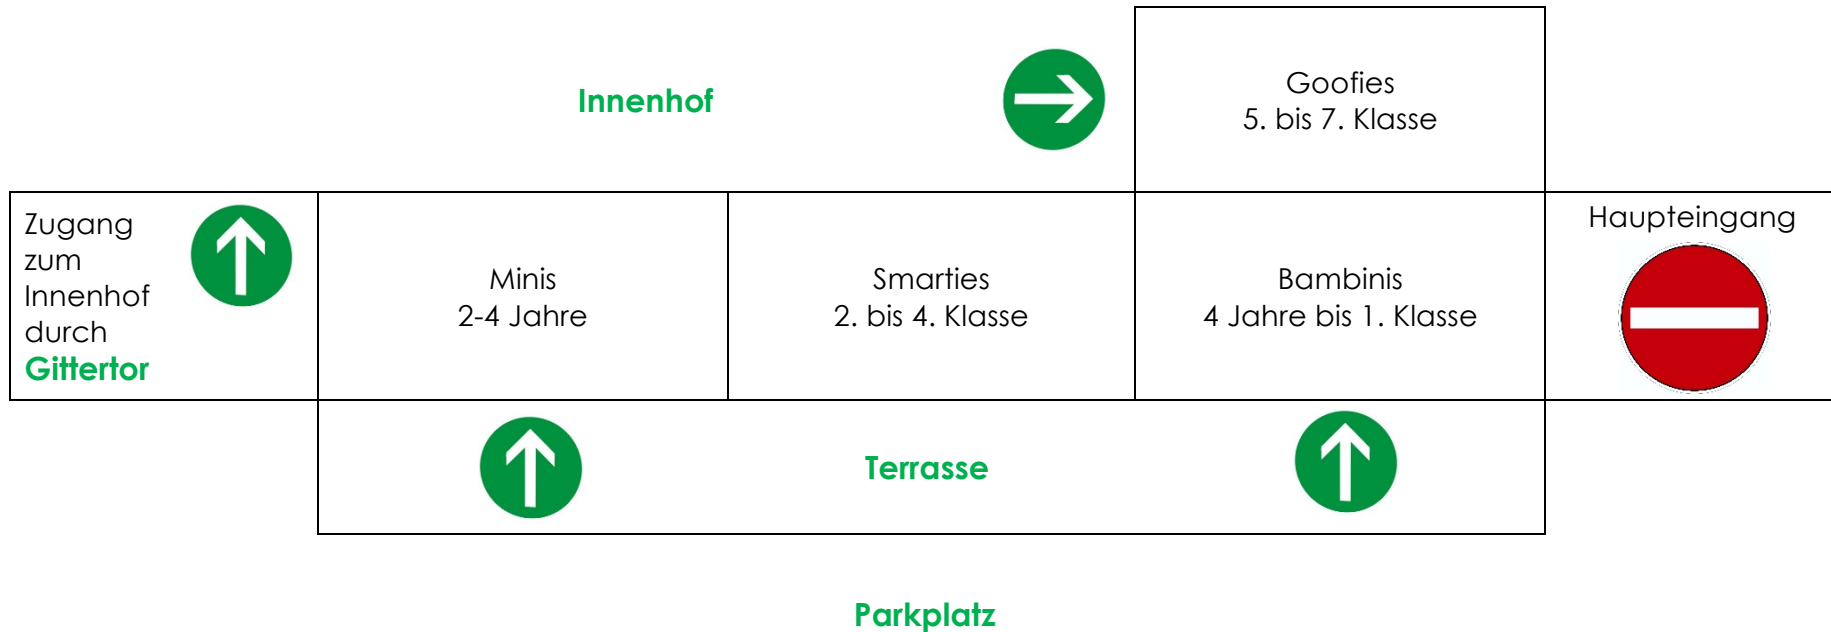 Innenhof
Goofies
5. bis 7. Klasse
Zugang
zum
Innenhof
durch
Gittertor
Minis
2-4 Jahre
Smarties
2. bis 4. Klasse
Bambinis
4 Jahre bis 1. Klasse
Haupteingang
Terrasse
Parkplatz